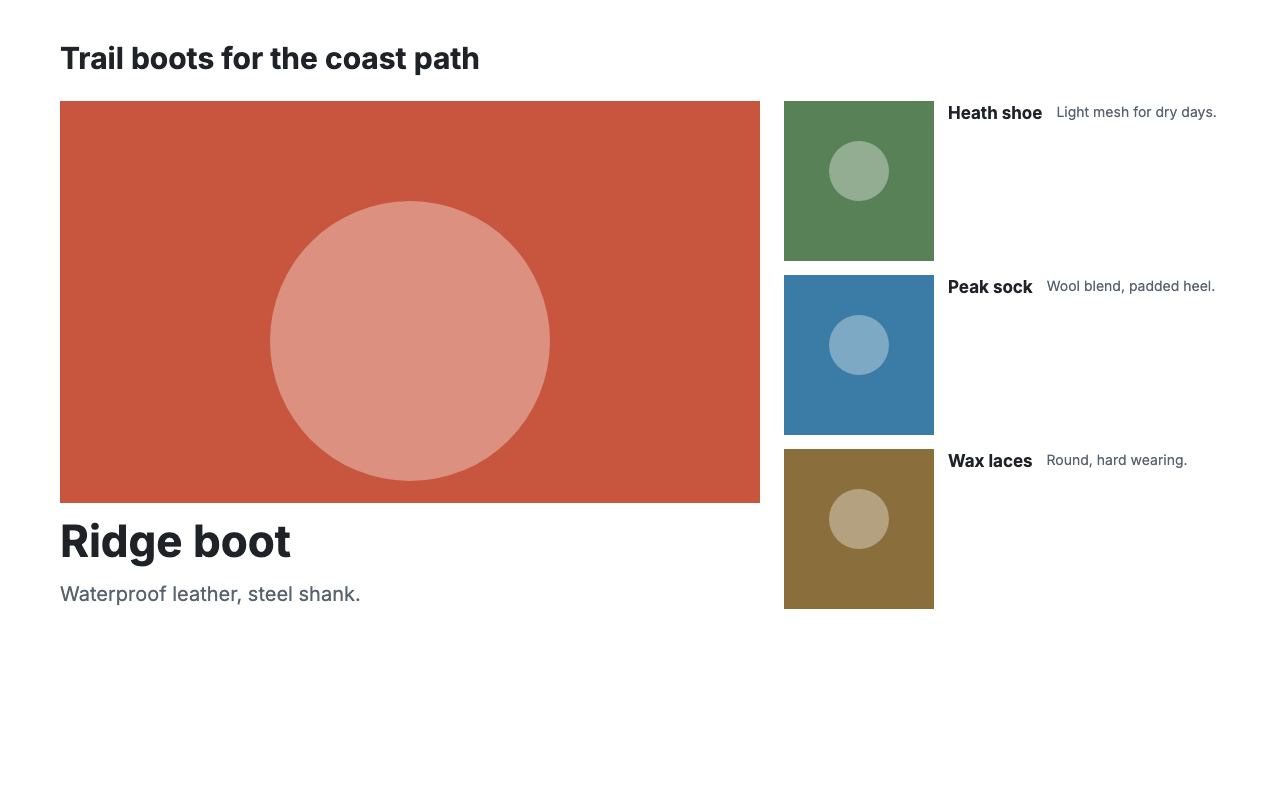 Trail boots for the coast path
Ridge boot
Waterproof leather, steel shank.
Heath shoe Light mesh for dry days.
Peak sock Wool blend, padded heel.
Wax laces Round, hard wearing.